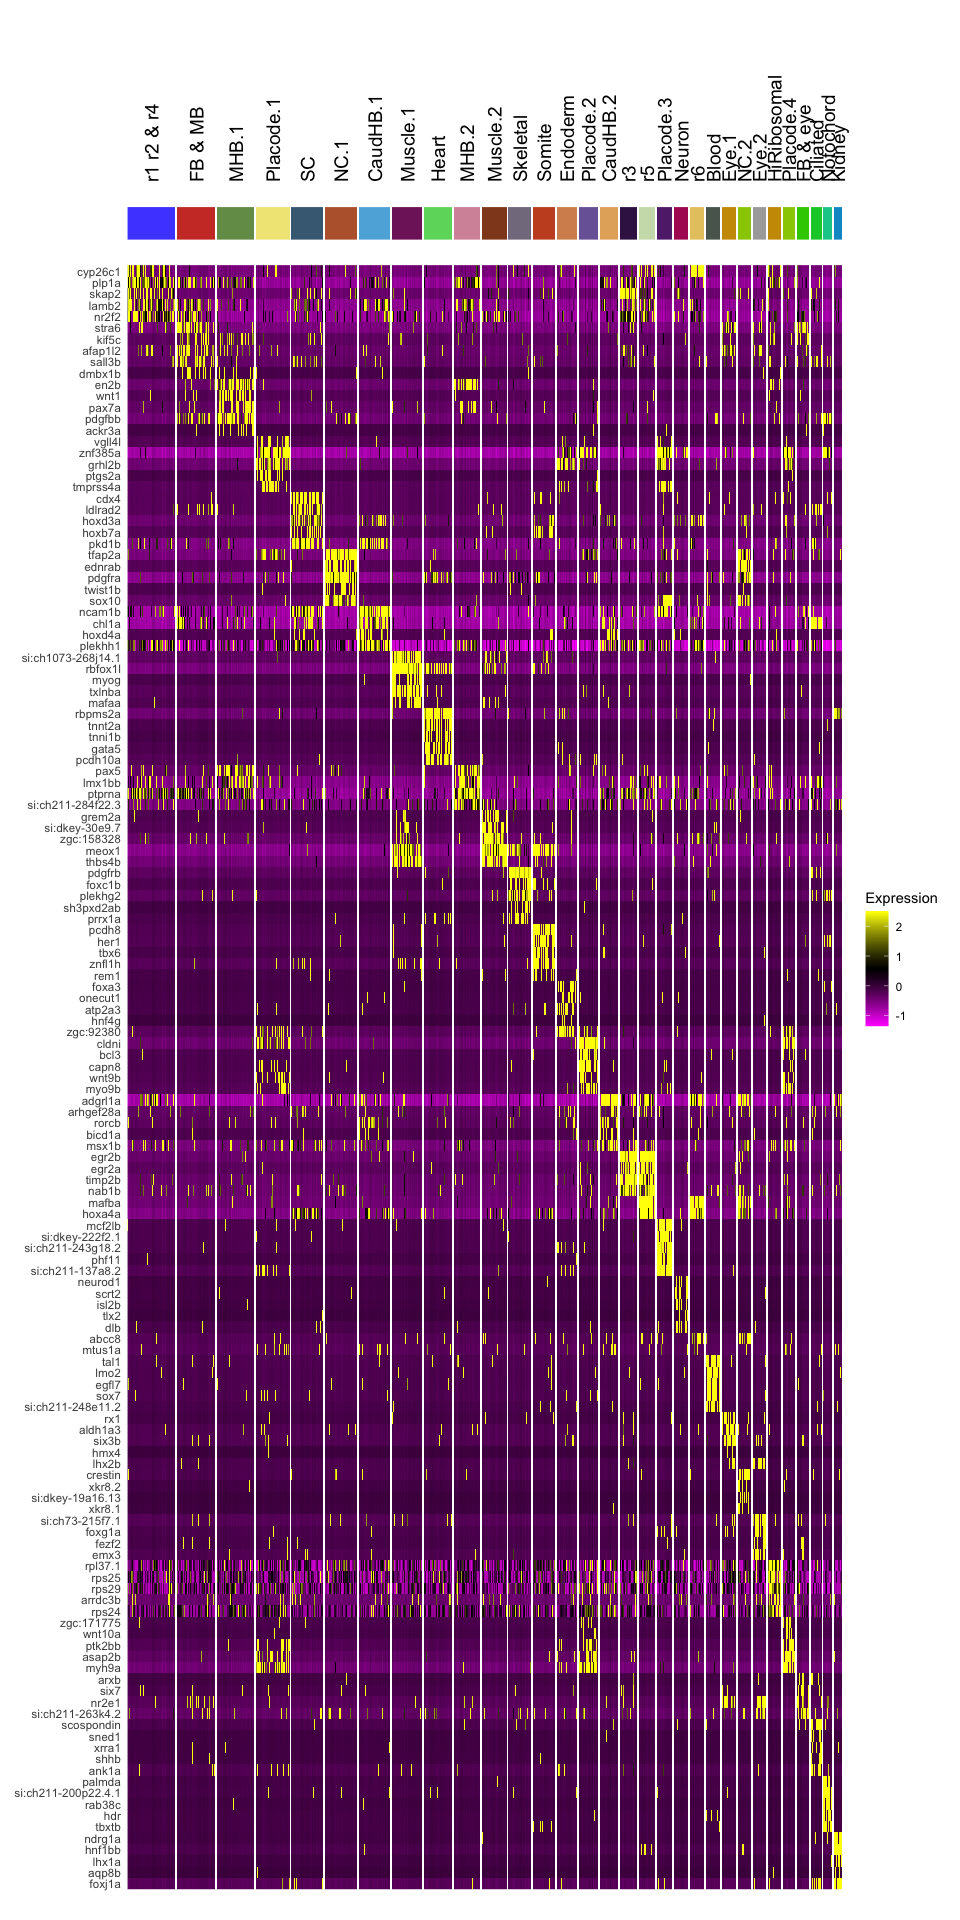 r1 r2 & r4
FB & MB
MHB.1
Placode.1
SC
NC.1
CaudHB.1
Muscle.1
Heart
MHB.2
Muscle.2
Skeletal
Somite
Endoderm
Placode.2
CaudHB.2
r3
r5
Placode.3
Neuron
r6
Blood
Eye.1
NC.2
Eye.2
HiRibosomal
Placode.4
FB & eye
Ciliated
Notochord
Kidney
cyp26c1
plp1a
skap2
lamb2
nr2f2
stra6
kif5c
afap1l2
sall3b
dmbx1b
en2b
wnt1
pax7a
pdgfbb
ackr3a
vgll4l
znf385a
grhl2b
ptgs2a
tmprss4a
cdx4
ldlrad2
hoxd3a
hoxb7a
pkd1b
tfap2a
ednrab
pdgfra
twist1b
sox10
ncam1b
chl1a
hoxd4a
plekhh1
si:ch1073-268j14.1
rbfox1l
myog
txlnba
mafaa
rbpms2a
tnnt2a
tnni1b
gata5
pcdh10a
pax5
lmx1bb
ptprna
si:ch211-284f22.3
grem2a
si:dkey-30e9.7
zgc:158328
meox1
thbs4b
pdgfrb
foxc1b
plekhg2
sh3pxd2ab
prrx1a
pcdh8
her1
tbx6
znfl1h
rem1
foxa3
onecut1
atp2a3
hnf4g
zgc:92380
cldni
bcl3
capn8
wnt9b
myo9b
adgrl1a
arhgef28a
rorcb
bicd1a
msx1b
egr2b
egr2a
timp2b
nab1b
mafba
hoxa4a
mcf2lb
si:dkey-222f2.1
si:ch211-243g18.2
phf11
si:ch211-137a8.2
neurod1
scrt2
isl2b
tlx2
dlb
abcc8
mtus1a
tal1
lmo2
egfl7
sox7
si:ch211-248e11.2
rx1
aldh1a3
six3b
hmx4
lhx2b
crestin
xkr8.2
si:dkey-19a16.13
xkr8.1
si:ch73-215f7.1
foxg1a
fezf2
emx3
rpl37.1
rps25
rps29
arrdc3b
rps24
zgc:171775
wnt10a
ptk2bb
asap2b
myh9a
arxb
six7
nr2e1
si:ch211-263k4.2
scospondin
sned1
xrra1
shhb
ank1a
palmda
si:ch211-200p22.4.1
rab38c
hdr
tbxtb
ndrg1a
hnf1bb
lhx1a
aqp8b
foxj1a
Expression
2
1
0
-1